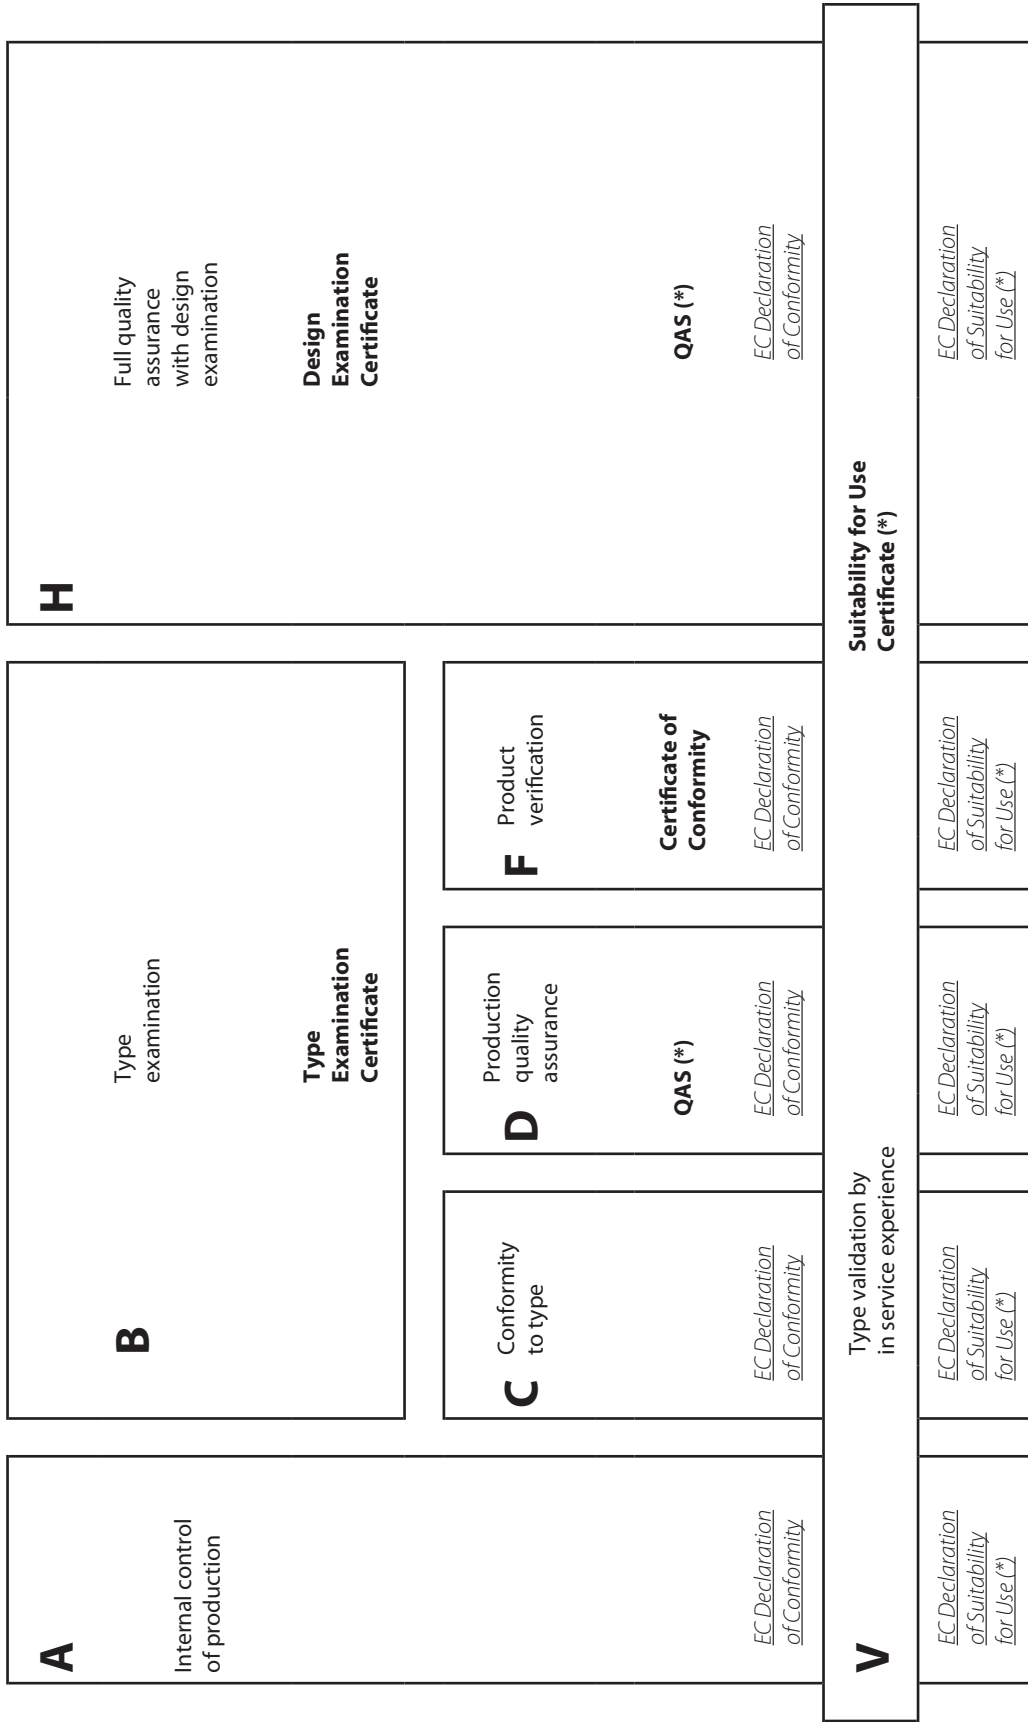 A
Internal control
of production
EC Declaration
of Conformity
B
Type
examination
Type
Examination
Certificate
C
Conformity
to type
EC Declaration
of Conformity
D
Production
quality
assurance
QAS (*)
EC Declaration
of Conformity
F
Product
verification
Certificate of
Conformity
EC Declaration
of Conformity
H
Full quality
assurance
with design
examination
Design
Examination
Certificate
QAS (*)
EC Declaration
of Conformity
V
Type validation by
in service experience
Suitability for Use
Certificate (*)
EC Declaration
of Suitability
for Use (*)
EC Declaration
of Suitability
for Use (*)
EC Declaration
of Suitability
for Use (*)
EC Declaration
of Suitability
for Use (*)
EC Declaration
of Suitability
for Use (*)